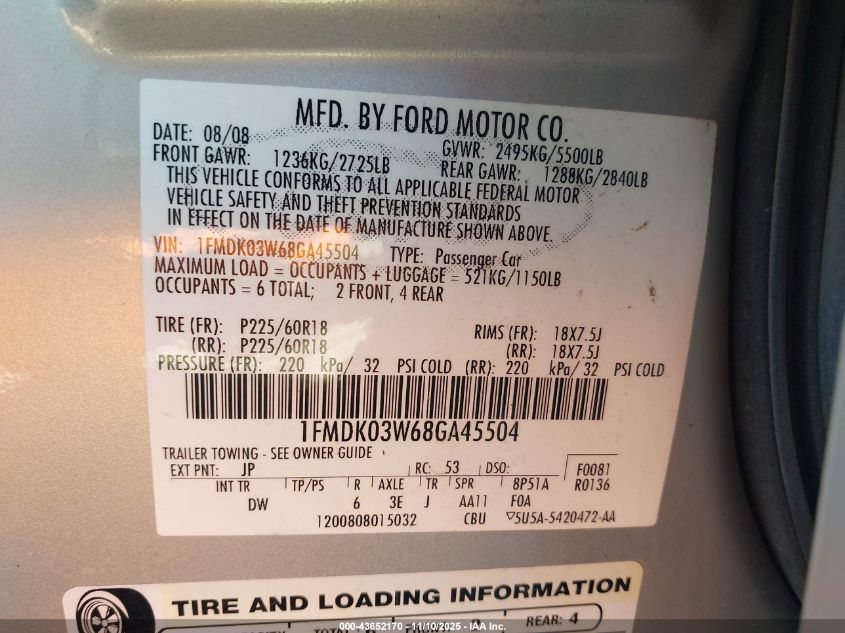 MFD. BY FORD MOTOR CO.
DATE: 08/08 GVWR: 2495KG/5500LB
FRONT GAWR: 1236KG/2725LB REAR GAWR: 1288KG/2840LB
THIS VEHICLE CONFORMS TO ALL APPLICABLE FEDERAL MOTOR
VEHICLE SAFETY AND THEFT PREVENTION STANDARDS
IN EFFECT ON THE DATE OF MANUFACTURE SHOWN ABOVE.
VIN: 1FMDK03W68GA45504 TYPE: Passenger Car
MAXIMUM LOAD = OCCUPANTS + LUGGAGE = 521KG/1150LB
OCCUPANTS = 6 TOTAL; 2 FRONT, 4 REAR
TIRE (FR): P225/60R18 RIMS (FR): 18X7.5J
(RR): P225/60R18 (RR): 18X7.5J
PRESSURE (FR): 220 kPa/ 32 PSI COLD (RR): 220 kPa/ 32 PSI COLD
1FMDK03W68GA45504
TRAILER TOWING - SEE OWNER GUIDE
EXT PNT: JP RC: 53 DSO: F0081
INT TR TP/PS R AXLE TR SPR 8P51A R0136
DW 6 3E J AA11 F0A
1200808015032 CBU ▽5U5A-5420472-AA
TIRE AND LOADING INFORMATION
REAR: 4
000-43652170 - 11/10/2025 - IAA Inc.